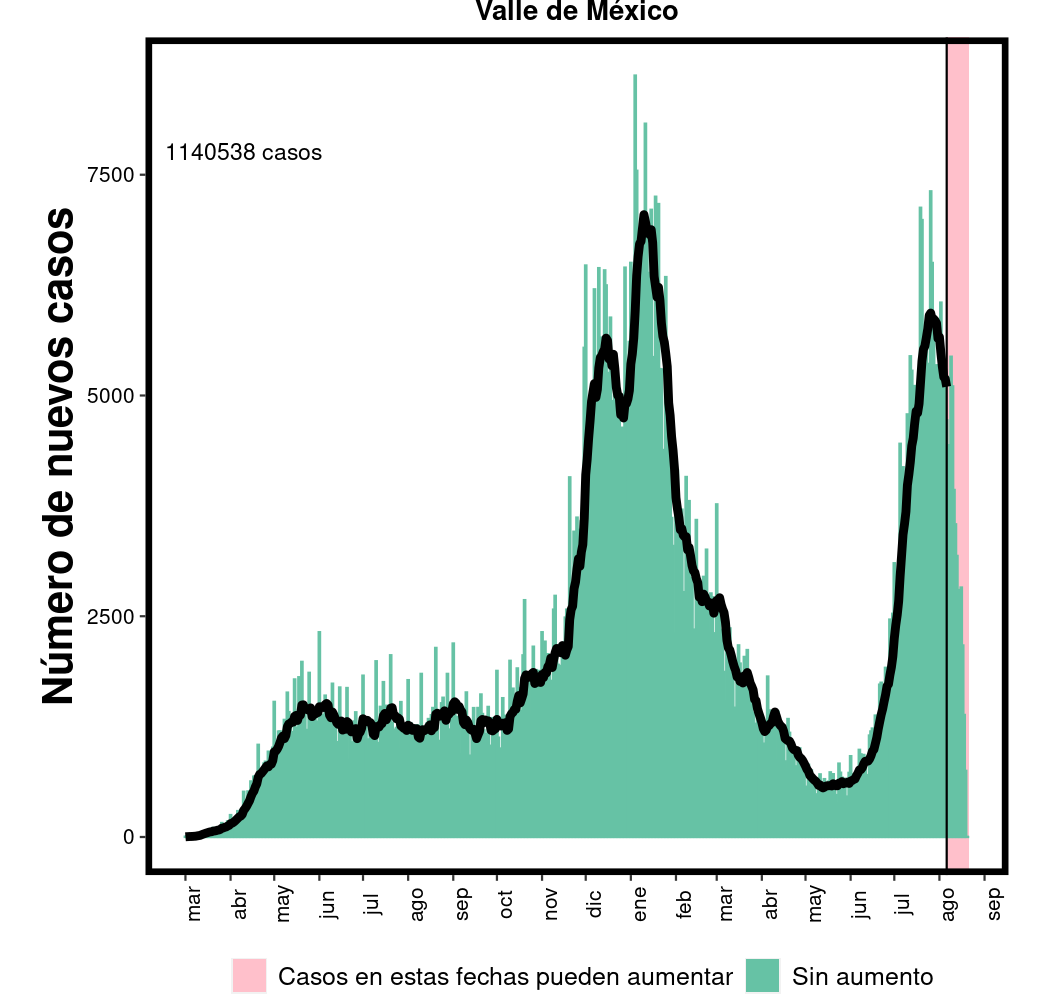 Valle de México
1140538 casos
Número de nuevos casos
7500
5000
2500
0
mar abr may jun jul ago sep oct nov dic ene feb mar abr may jun jul ago sep
Casos en estas fechas pueden aumentar Sin aumento